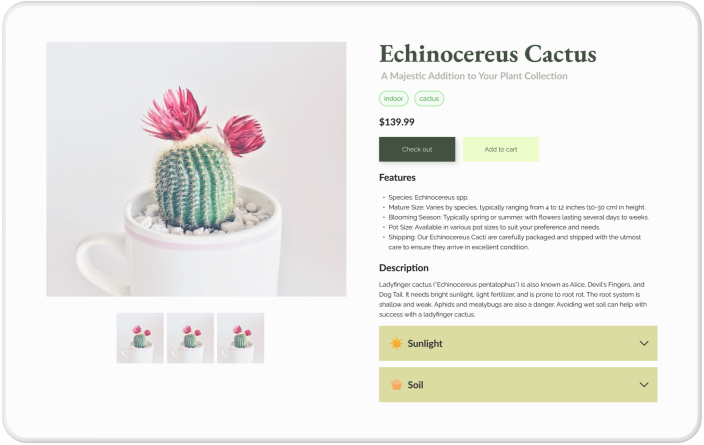 Echinocereus Cactus
A Majestic Addition to Your Plant Collection
indoor cactus
$139.99
Check out Add to cart
Features
• Species: Echinocereus spp.
• Mature Size: Varies by species, typically ranging from 4 to 12 inches (10-30 cm) in height.
• Blooming Season: Typically spring or summer, with flowers lasting several days to weeks.
• Pot Size: Available in various pot sizes to suit your preference and needs.
• Shipping: Our Echinocereus Cacti are carefully packaged and shipped with the utmost
care to ensure they arrive in excellent condition.
Description
Ladyfinger cactus ("Echinocereus pentalophus") is also known as Alice, Devil's Fingers, and
Dog Tail. It needs bright sunlight, light fertilizer, and is prone to root rot. The root system is
shallow and weak. Aphids and mealybugs are also a danger. Avoiding wet soil can help with
success with a ladyfinger cactus.
Sunlight
Soil